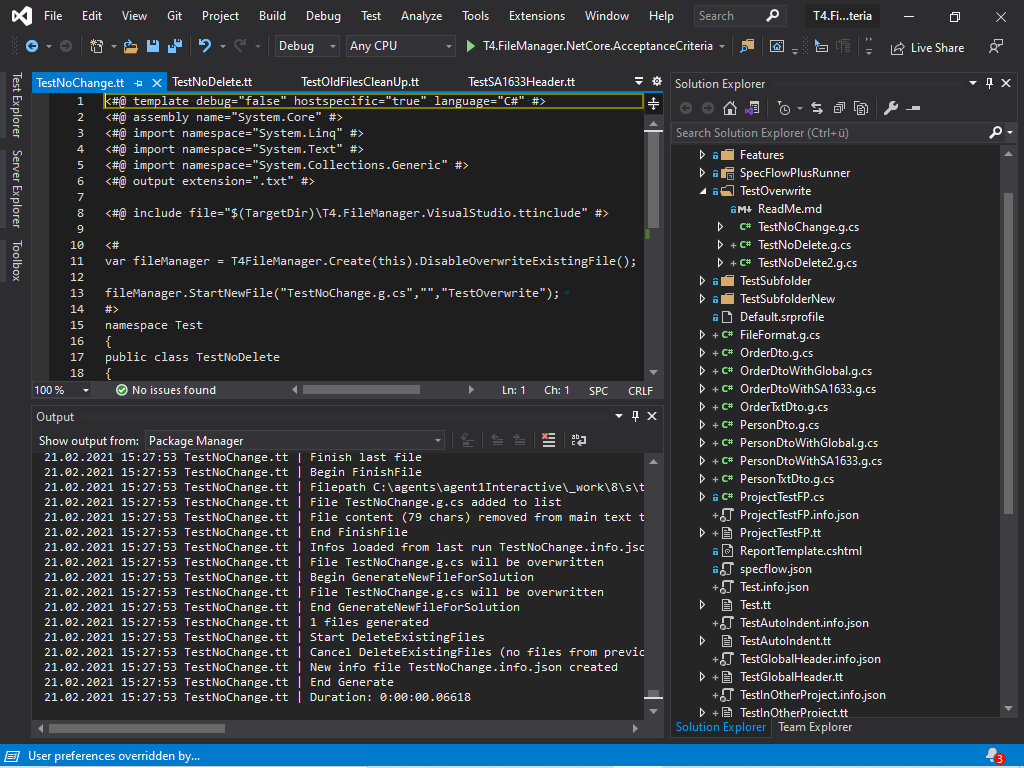 File Edit View Git Project Build Debug Test Analyze Tools Extensions Window Help Search T4.Fi...teria
Debug Any CPU T4.FileManager.NetCore.AcceptanceCriteria Live Share
Test Explorer
Server Explorer
Toolbox
TestNoChange.tt TestNoDelete.tt TestOldFilesCleanUp.tt TestSA1633Header.tt
1 <#@ template debug="false" hostspecific="true" language="C#" #>
2 <#@ assembly name="System.Core" #>
3 <#@ import namespace="System.Linq" #>
4 <#@ import namespace="System.Text" #>
5 <#@ import namespace="System.Collections.Generic" #>
6 <#@ output extension=".txt" #>
7
8 <#@ include file="$(TargetDir)\T4.FileManager.VisualStudio.ttinclude" #>
9
10 <#
11 var fileManager = T4FileManager.Create(this).DisableOverwriteExistingFile();
12
13 fileManager.StartNewFile("TestNoChange.g.cs","","TestOverwrite");
14 #>
15 namespace Test
16 {
17 public class TestNoDelete
18 {
100 % No issues found Ln: 1 Ch: 1 SPC CRLF
Output
Show output from: Package Manager
21.02.2021 15:27:53 TestNoChange.tt | Finish last file
21.02.2021 15:27:53 TestNoChange.tt | Begin FinishFile
21.02.2021 15:27:53 TestNoChange.tt | Filepath C:\agents\agent1Interactive\_work\8\s\t
21.02.2021 15:27:53 TestNoChange.tt | File TestNoChange.g.cs added to list
21.02.2021 15:27:53 TestNoChange.tt | File content (79 chars) removed from main text t
21.02.2021 15:27:53 TestNoChange.tt | End FinishFile
21.02.2021 15:27:53 TestNoChange.tt | Infos loaded from last run TestNoChange.info.jso
21.02.2021 15:27:53 TestNoChange.tt | File TestNoChange.g.cs will be overwritten
21.02.2021 15:27:53 TestNoChange.tt | Begin GenerateNewFileForSolution
21.02.2021 15:27:53 TestNoChange.tt | File TestNoChange.g.cs will be overwritten
21.02.2021 15:27:53 TestNoChange.tt | End GenerateNewFileForSolution
21.02.2021 15:27:53 TestNoChange.tt | 1 files generated
21.02.2021 15:27:53 TestNoChange.tt | Start DeleteExistingFiles
21.02.2021 15:27:53 TestNoChange.tt | Cancel DeleteExistingFiles (no files from previo
21.02.2021 15:27:53 TestNoChange.tt | New info file TestNoChange.info.json created
21.02.2021 15:27:53 TestNoChange.tt | End Generate
21.02.2021 15:27:53 TestNoChange.tt | Duration: 0:00:00.06618
Solution Explorer
Search Solution Explorer (Ctrl+ü)
Features
SpecFlowPlusRunner
TestOverwrite
M+ ReadMe.md
C# TestNoChange.g.cs
+ C# TestNoDelete.g.cs
+ C# TestNoDelete2.g.cs
TestSubfolder
TestSubfolderNew
Default.srprofile
+ C# FileFormat.g.cs
+ C# OrderDto.g.cs
+ C# OrderDtoWithGlobal.g.cs
+ C# OrderDtoWithSA1633.g.cs
+ C# OrderTxtDto.g.cs
+ C# PersonDto.g.cs
+ C# PersonDtoWithGlobal.g.cs
+ C# PersonDtoWithSA1633.g.cs
+ C# PersonTxtDto.g.cs
C# ProjectTestFP.cs
+ ProjectTestFP.info.json
+ ProjectTestFP.tt
ReportTemplate.cshtml
specflow.json
+ Test.info.json
Test.tt
+ TestAutoIndent.info.json
TestAutoIndent.tt
+ TestGlobalHeader.info.json
+ TestGlobalHeader.tt
+ TestInOtherProject.info.json
+ TestInOtherProject.tt
Solution Explorer Team Explorer
User preferences overridden by... 3